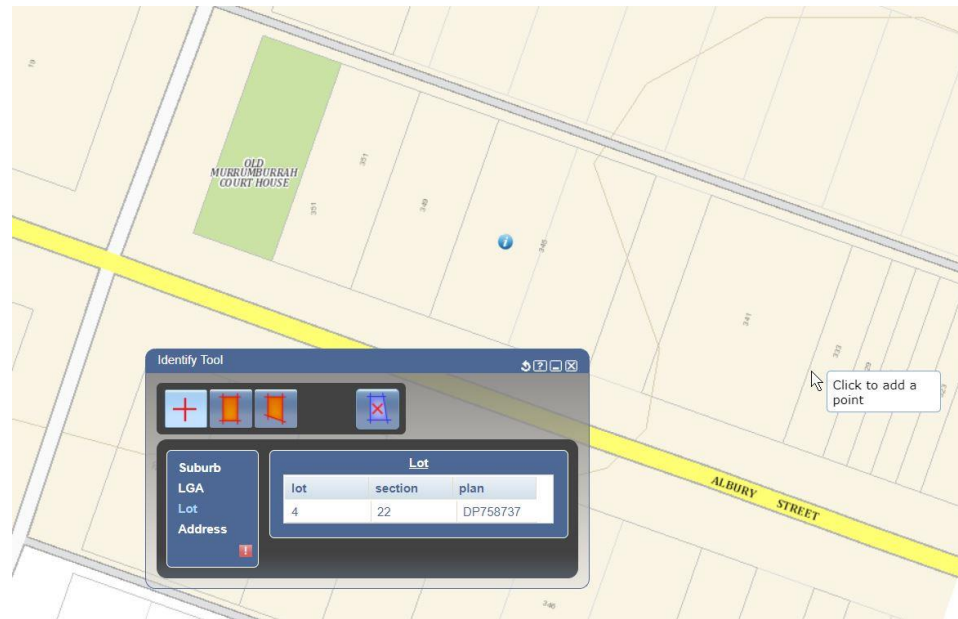 19
OLD
MURRUMBURRAH
COURT HOUSE
351
351
349
345
341
333
Click to add a
point
Identify Tool
Suburb
LGA
Lot
Address
Lot
lot section plan
4 22 DP758737
ALBURY STREET
346